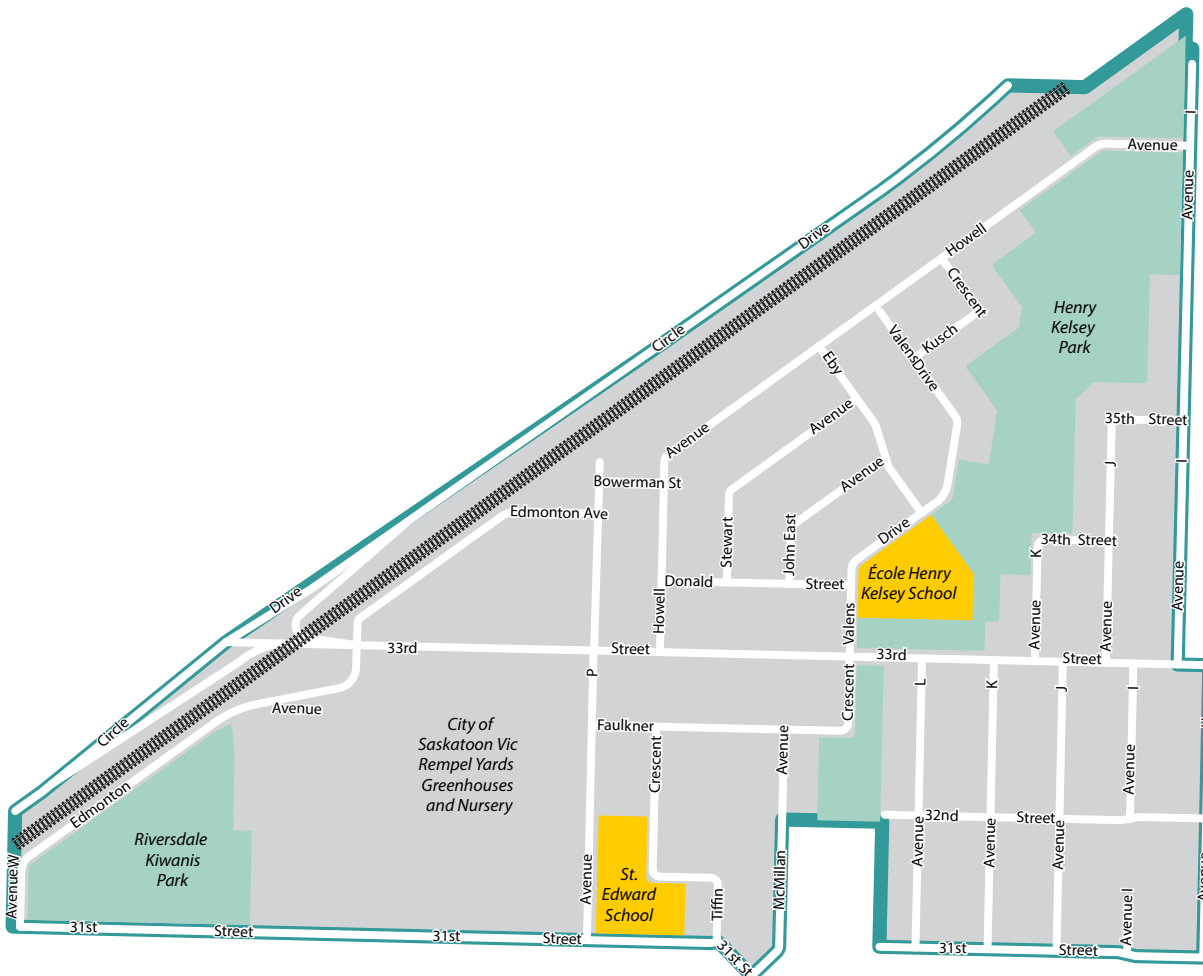 I
Avenue
Avenue
Drive
Howell
Crescent
Henry
Kelsey
Park
Circle
Valens
Drive
Kusch
Eby
Avenue
35th Street
Avenue
J
I
Avenue
Bowerman St
Edmonton Ave
Stewart
John East
Drive
K
34th Street
École Henry
Kelsey School
Donald
Street
Avenue
Drive
Howell
Valens
Avenue
Avenue
33rd
Street
33rd
Street
P
L
K
J
I
Avenue
Crescent
Circle
City of
Saskatoon Vic
Rempel Yards
Greenhouses
and Nursery
Faulkner
Crescent
Avenue
Avenue
Edmonton
32nd
Street
Riversdale
Kiwanis
Park
Avenue
Avenue
Avenue
Avenue W
Avenue
St.
Edward
School
Tiffin
McMillan
Avenue I
31st
Street
31st
Street
31st St
31st
Street